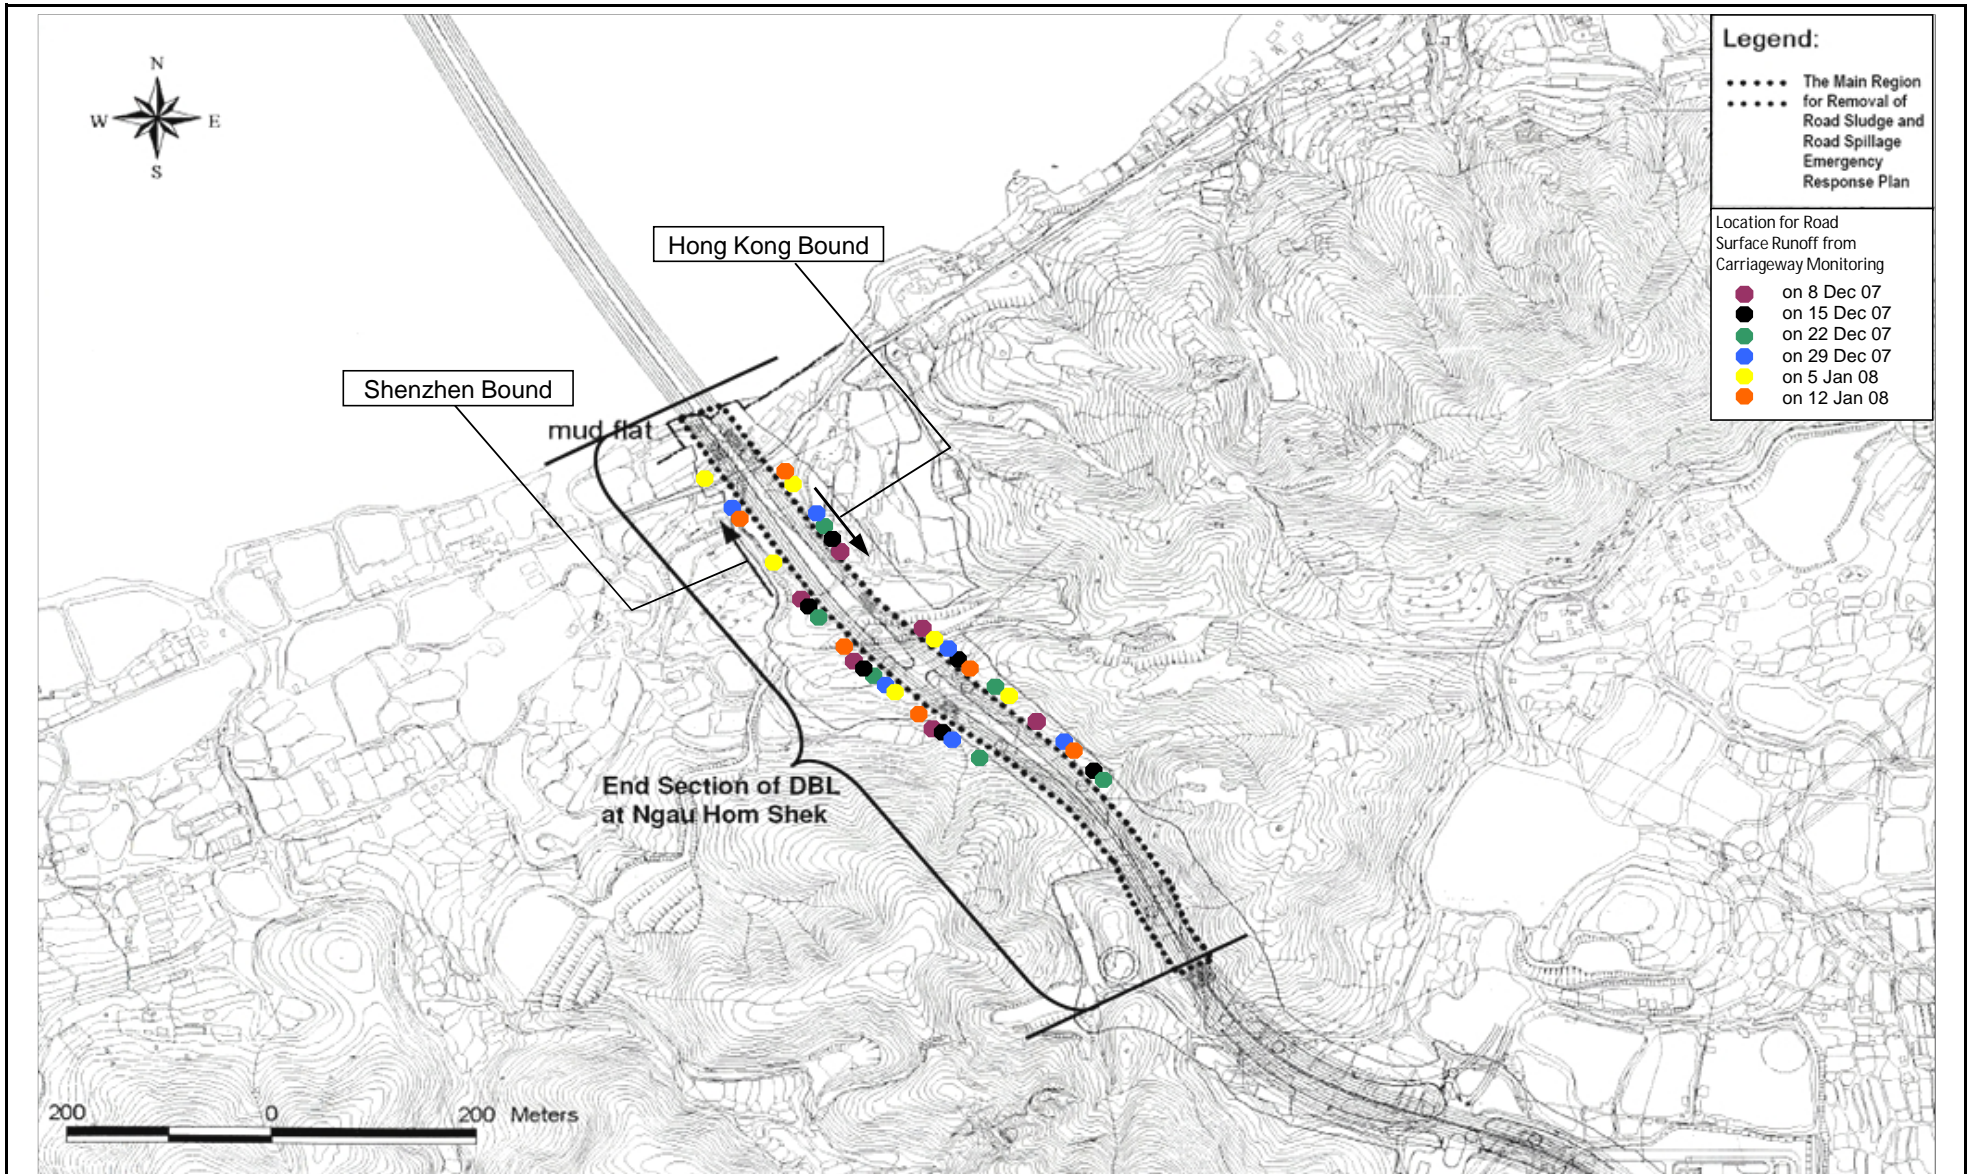 N
W
E
S
Hong Kong Bound
Shenzhen Bound
mud flat
End Section of DBL
at Ngau Hom Shek
200
0
200 Meters
Legend:
The Main Region
for Removal of
Road Sludge and
Road Spillage
Emergency
Response Plan
Location for Road
Surface Runoff from
Carriageway Monitoring
on 8 Dec 07
on 15 Dec 07
on 22 Dec 07
on 29 Dec 07
on 5 Jan 08
on 12 Jan 08